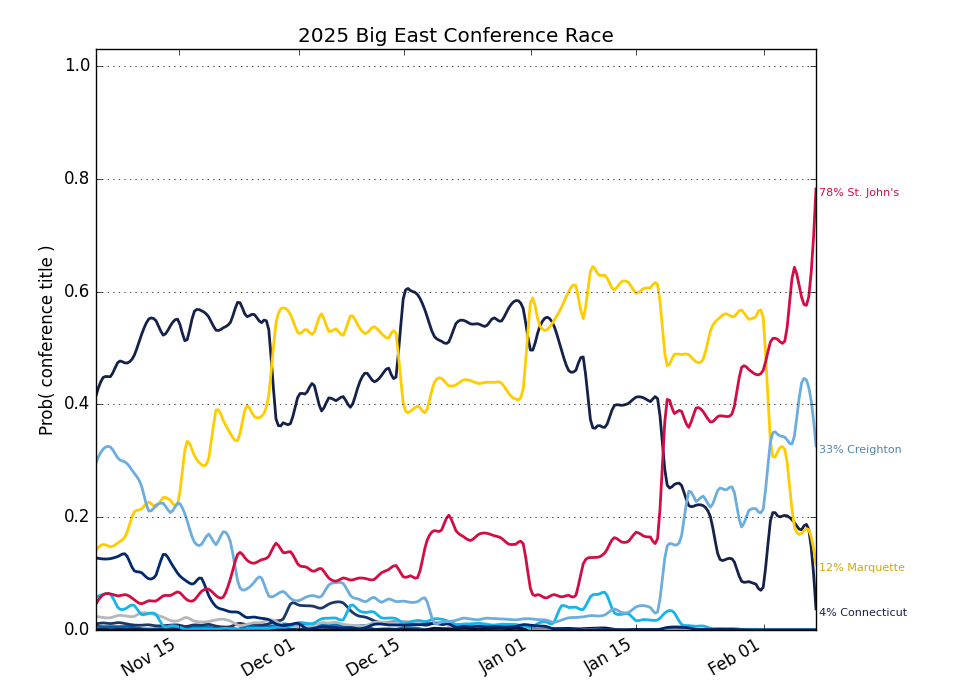 2025 Big East Conference Race
Prob( conference title )
1.0
0.8
0.6
0.4
0.2
0.0
78% St. John's
33% Creighton
12% Marquette
4% Connecticut
Nov 15
Dec 01
Dec 15
Jan 01
Jan 15
Feb 01